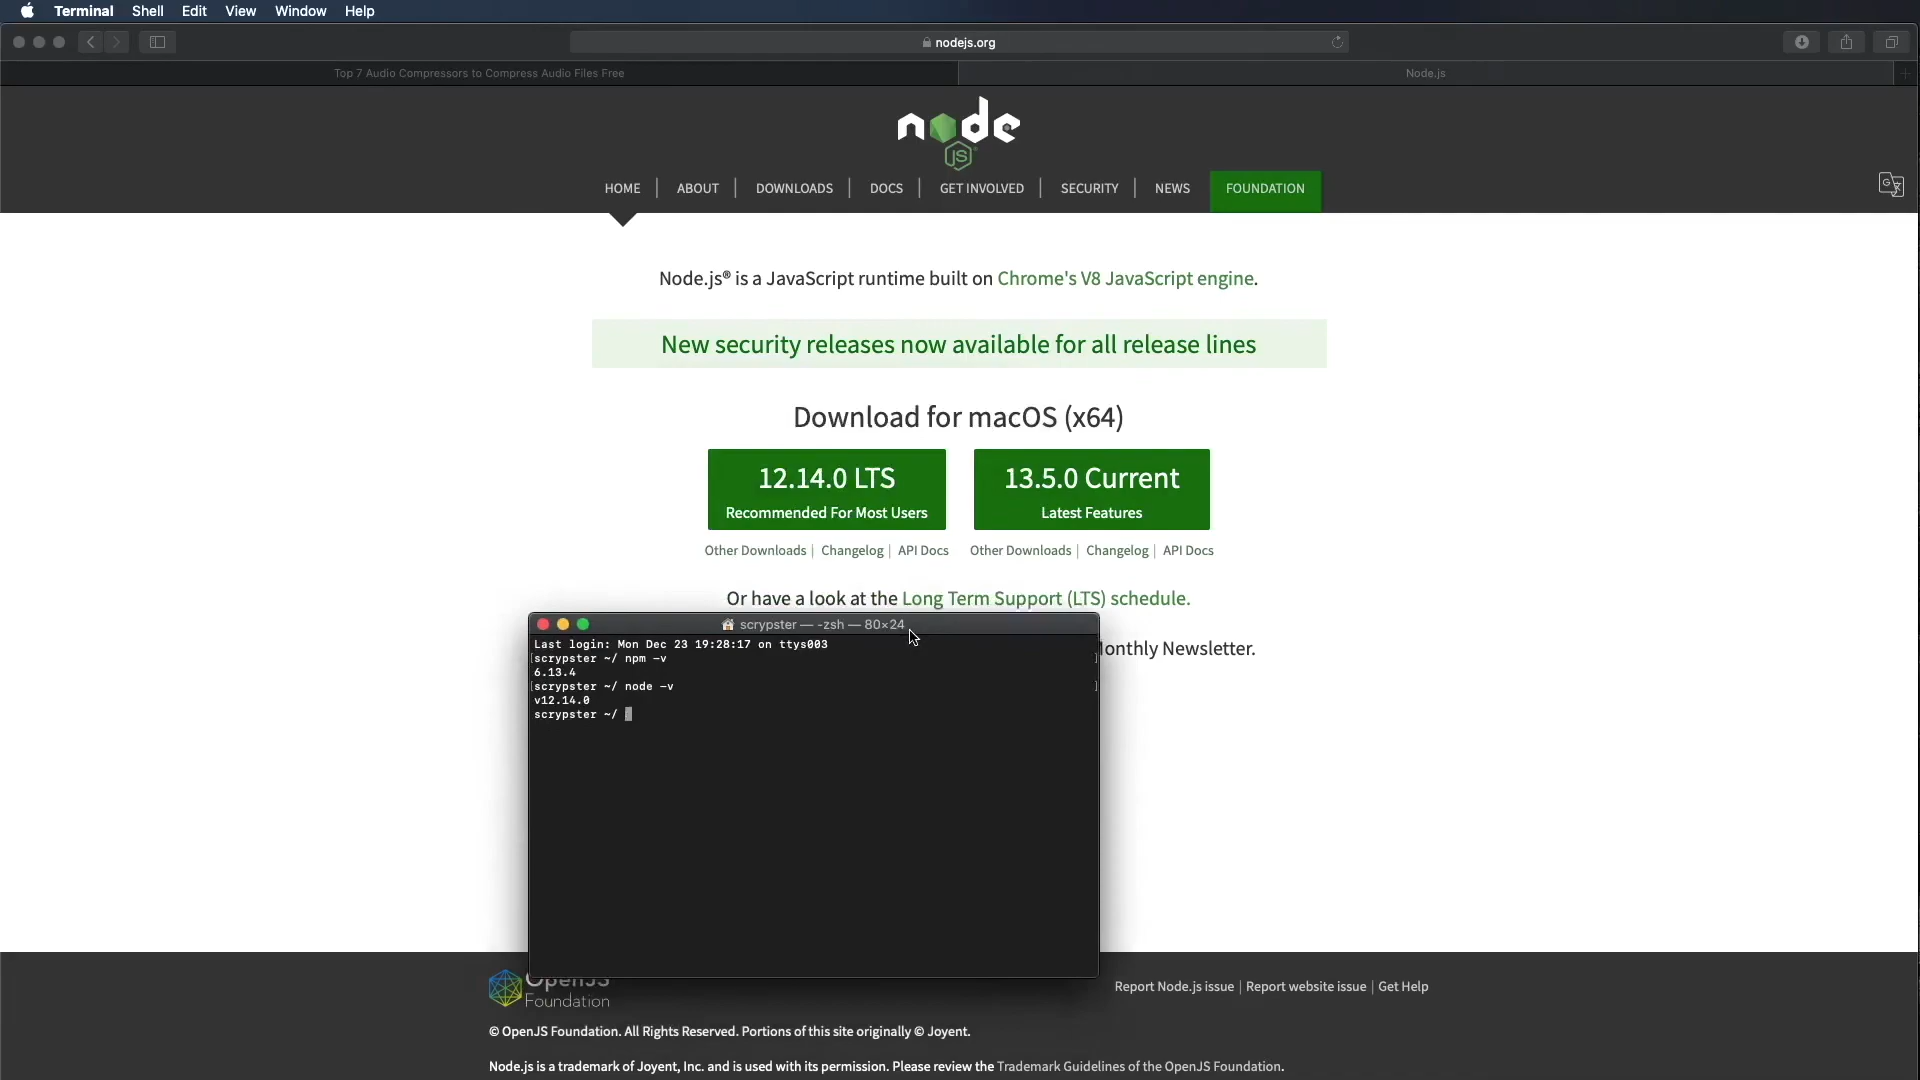 Terminal Shell Edit View Window Help
nodejs.org
Top 7 Audio Compressors to Compress Audio Files Free
Node.js
node
JS
HOME | ABOUT | DOWNLOADS | DOCS | GET INVOLVED | SECURITY | NEWS FOUNDATION
Node.js® is a JavaScript runtime built on Chrome's V8 JavaScript engine.
New security releases now available for all release lines
Download for macOS (x64)
12.14.0 LTS
Recommended For Most Users
13.5.0 Current
Latest Features
Other Downloads | Changelog | API Docs
Other Downloads | Changelog | API Docs
Or have a look at the Long Term Support (LTS) schedule.
Monthly Newsletter.
scrypster — -zsh — 80×24
Last login: Mon Dec 23 19:28:17 on ttys003
[scrypster ~/ npm -v ]
6.13.4
[scrypster ~/ node -v ]
v12.14.0
scrypster ~/
OpenJS
Foundation
Report Node.js issue | Report website issue | Get Help
© OpenJS Foundation. All Rights Reserved. Portions of this site originally © Joyent.
Node.js is a trademark of Joyent, Inc. and is used with its permission. Please review the Trademark Guidelines of the OpenJS Foundation.